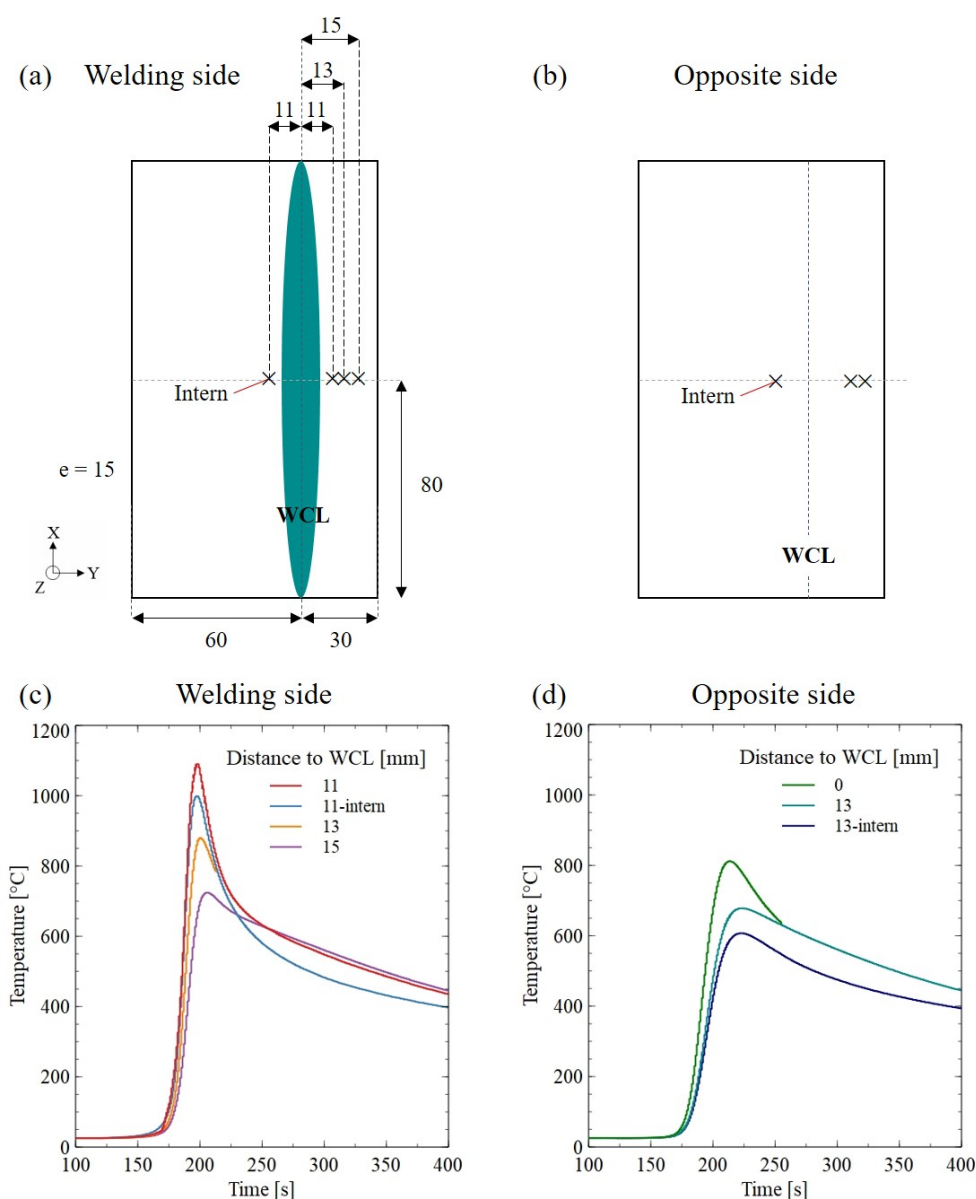 (a) Welding side
15
13
11 11
Intern
e = 15
80
WCL
X
Z Y
60 30
(b) Opposite side
Intern
WCL
(c) Welding side
Distance to WCL [mm]
11
11-intern
13
15
Temperature [°C]
1200
1000
800
600
400
200
0
100 150 200 250 300 350 400
Time [s]
(d) Opposite side
Distance to WCL [mm]
0
13
13-intern
Temperature [°C]
1200
1000
800
600
400
200
0
100 150 200 250 300 350 400
Time [s]